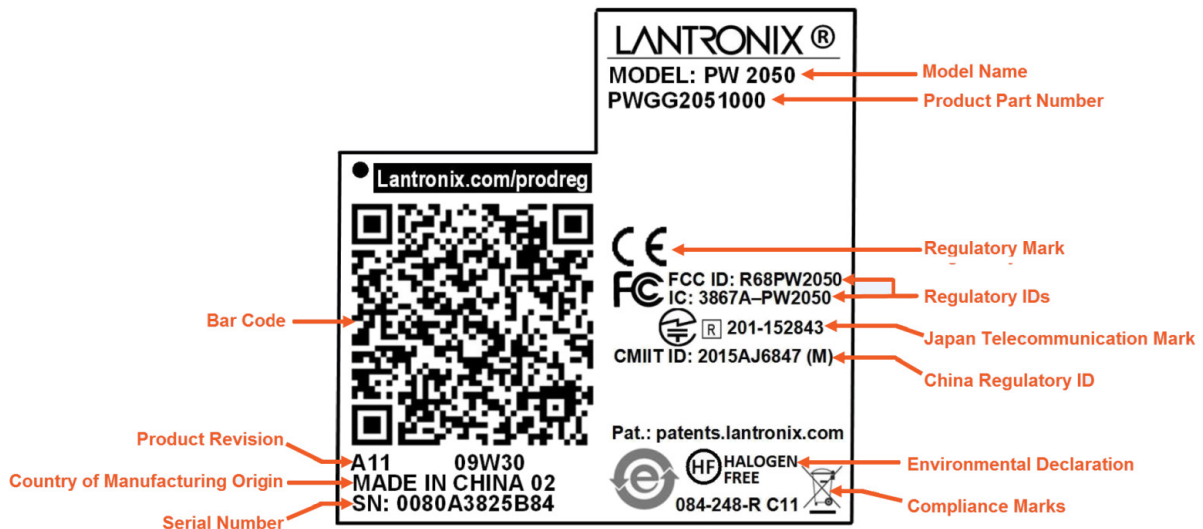 LANTRONIX ®
MODEL: PW 2050
Model Name
PWGG2051000
Product Part Number
Lantronix.com/prodreg
CE
Regulatory Mark
FC FCC ID: R68PW2050
IC: 3867A–PW2050
Regulatory IDs
Bar Code
R 201-152843
Japan Telecommunication Mark
CMIIT ID: 2015AJ6847 (M)
China Regulatory ID
Pat.: patents.lantronix.com
Product Revision
A11 09W30
Country of Manufacturing Origin
MADE IN CHINA 02
Serial Number
SN: 0080A3825B84
e
HF HALOGEN
FREE
Environmental Declaration
084-248-R C11
Compliance Marks